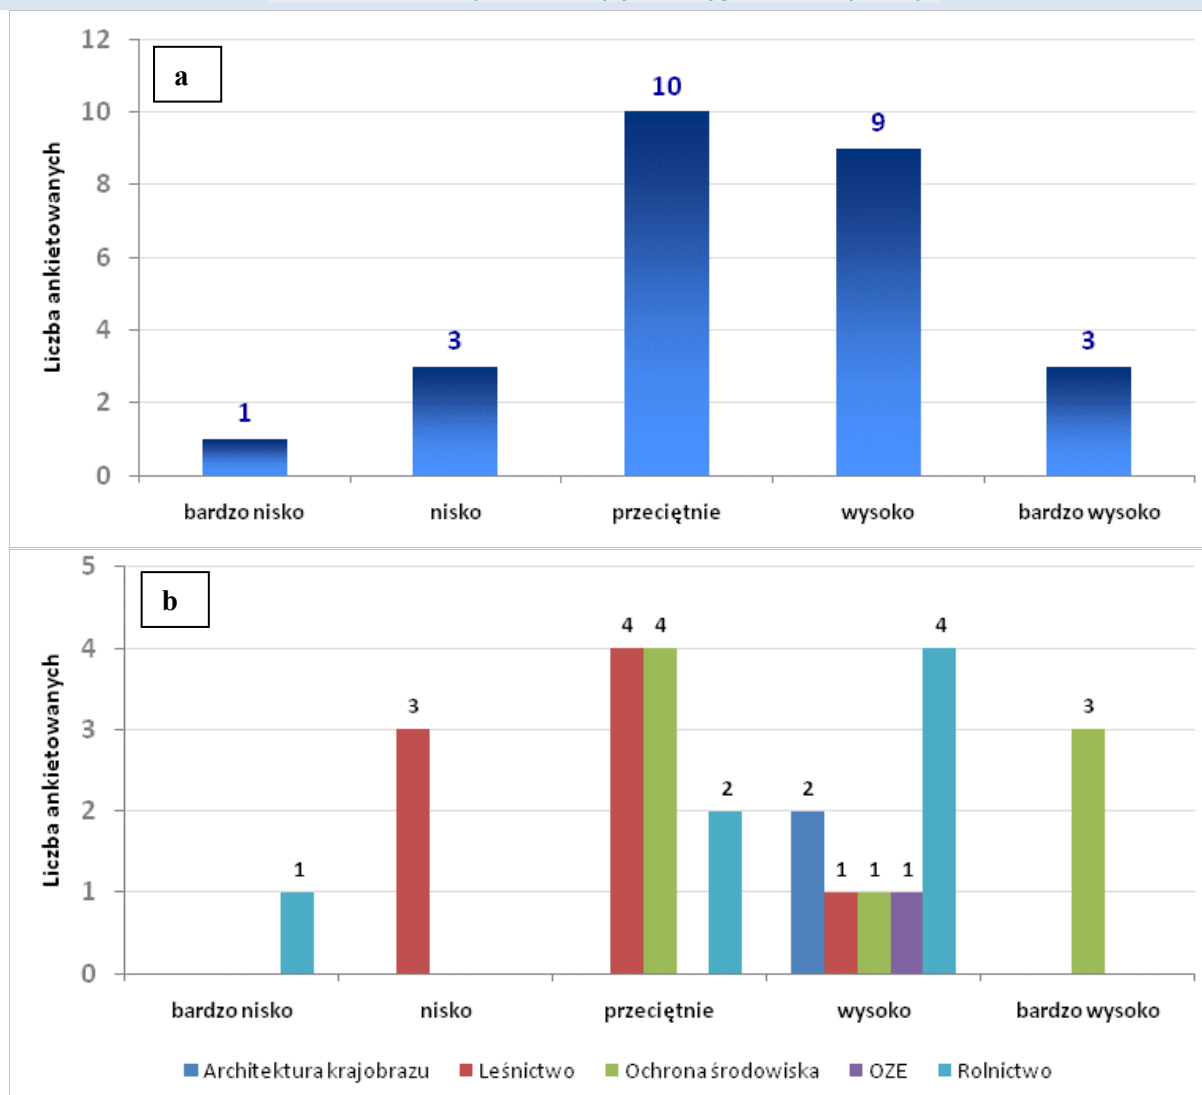 12
a
10
10
9
8
6
4
3
3
2
1
0
Liczba ankietowanych
bardzo nisko nisko przeciętnie wysoko bardzo wysoko
5
b
4 4 4
4
3 3
3
2 2
2
1 1 1 1
1
0
Liczba ankietowanych
bardzo nisko nisko przeciętnie wysoko bardzo wysoko
Architektura krajobrazu Leśnictwo Ochrona środowiska OZE Rolnictwo